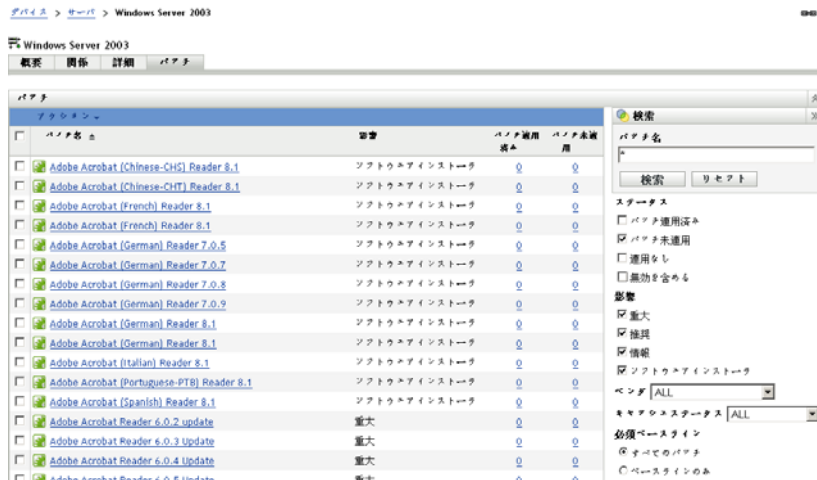 デバイス > サーバ > Windows Server 2003
Windows Server 2003
概要 関係 詳細 パッチ
パッチ
アクション
パッチ名 影響 パッチ適用済み パッチ未適用
Adobe Acrobat (Chinese-CHS) Reader 8.1 ソフトウェアインストーラ 0 0
Adobe Acrobat (Chinese-CHT) Reader 8.1 ソフトウェアインストーラ 0 0
Adobe Acrobat (French) Reader 8.1 ソフトウェアインストーラ 0 0
Adobe Acrobat (French) Reader 8.1 ソフトウェアインストーラ 0 0
Adobe Acrobat (German) Reader 7.0.5 ソフトウェアインストーラ 0 0
Adobe Acrobat (German) Reader 7.0.7 ソフトウェアインストーラ 0 0
Adobe Acrobat (German) Reader 7.0.8 ソフトウェアインストーラ 0 0
Adobe Acrobat (German) Reader 7.0.9 ソフトウェアインストーラ 0 0
Adobe Acrobat (German) Reader 8.1 ソフトウェアインストーラ 0 0
Adobe Acrobat (German) Reader 8.1 ソフトウェアインストーラ 0 0
Adobe Acrobat (Italian) Reader 8.1 ソフトウェアインストーラ 0 0
Adobe Acrobat (Portuguese-PTB) Reader 8.1 ソフトウェアインストーラ 0 0
Adobe Acrobat (Spanish) Reader 8.1 ソフトウェアインストーラ 0 0
Adobe Acrobat Reader 6.0.2 update 重大 0 0
Adobe Acrobat Reader 6.0.3 Update 重大 0 0
Adobe Acrobat Reader 6.0.4 Update 重大 0 0
Adobe Acrobat Reader 6.0.5 Update 重大 0 0
検索
パッチ名
*
検索 リセット
ステータス
パッチ適用済み
パッチ未適用
適用なし
無効を含める
影響
重大
推奨
情報
ソフトウェアインストーラ
ベンダ ALL
キャプシュステータス ALL
必須ベースライン
すべてのパッチ
ベースラインのみ